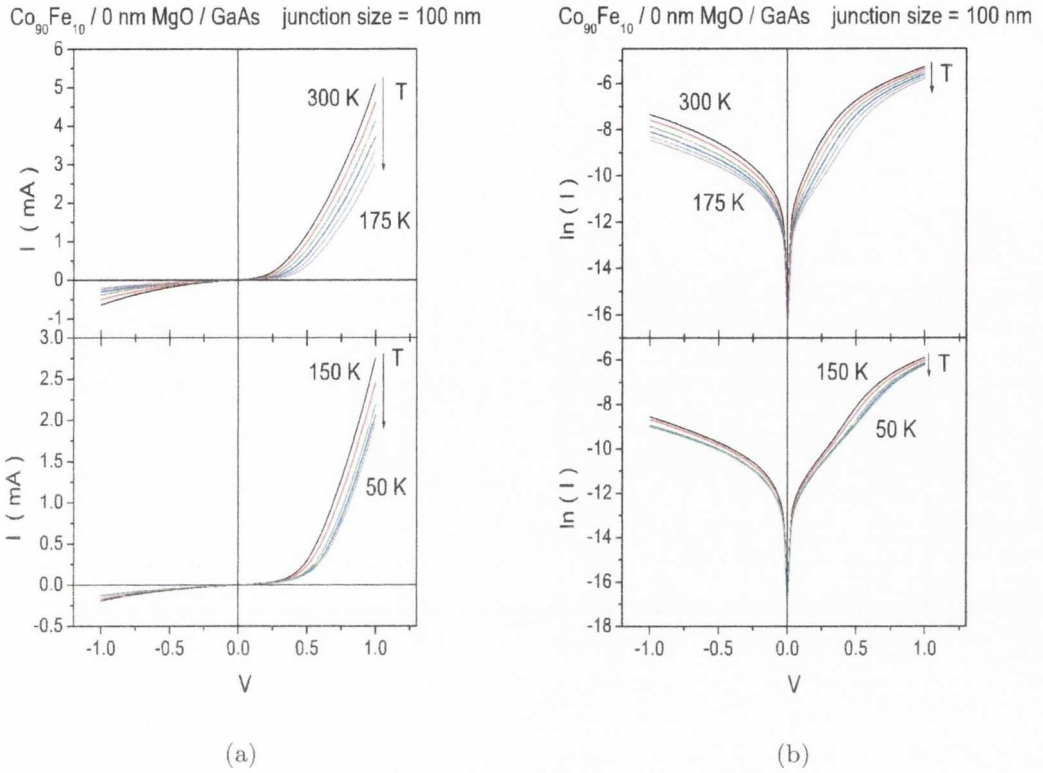 Co90Fe10 / 0 nm MgO / GaAs junction size = 100 nm
6
5
4
3
2
1
0
-1
I ( mA )
300 K
T
175 K
3.0
2.5
2.0
1.5
1.0
0.5
0.0
-0.5
I ( mA )
150 K
T
50 K
-1.0 -0.5 0.0 0.5 1.0
V
(a)
Co90Fe10 / 0 nm MgO / GaAs junction size = 100 nm
-6
-8
-10
-12
-14
-16
ln ( I )
300 K
T
175 K
-6
-8
-10
-12
-14
-16
-18
ln ( I )
150 K
T
50 K
-1.0 -0.5 0.0 0.5 1.0
V
(b)